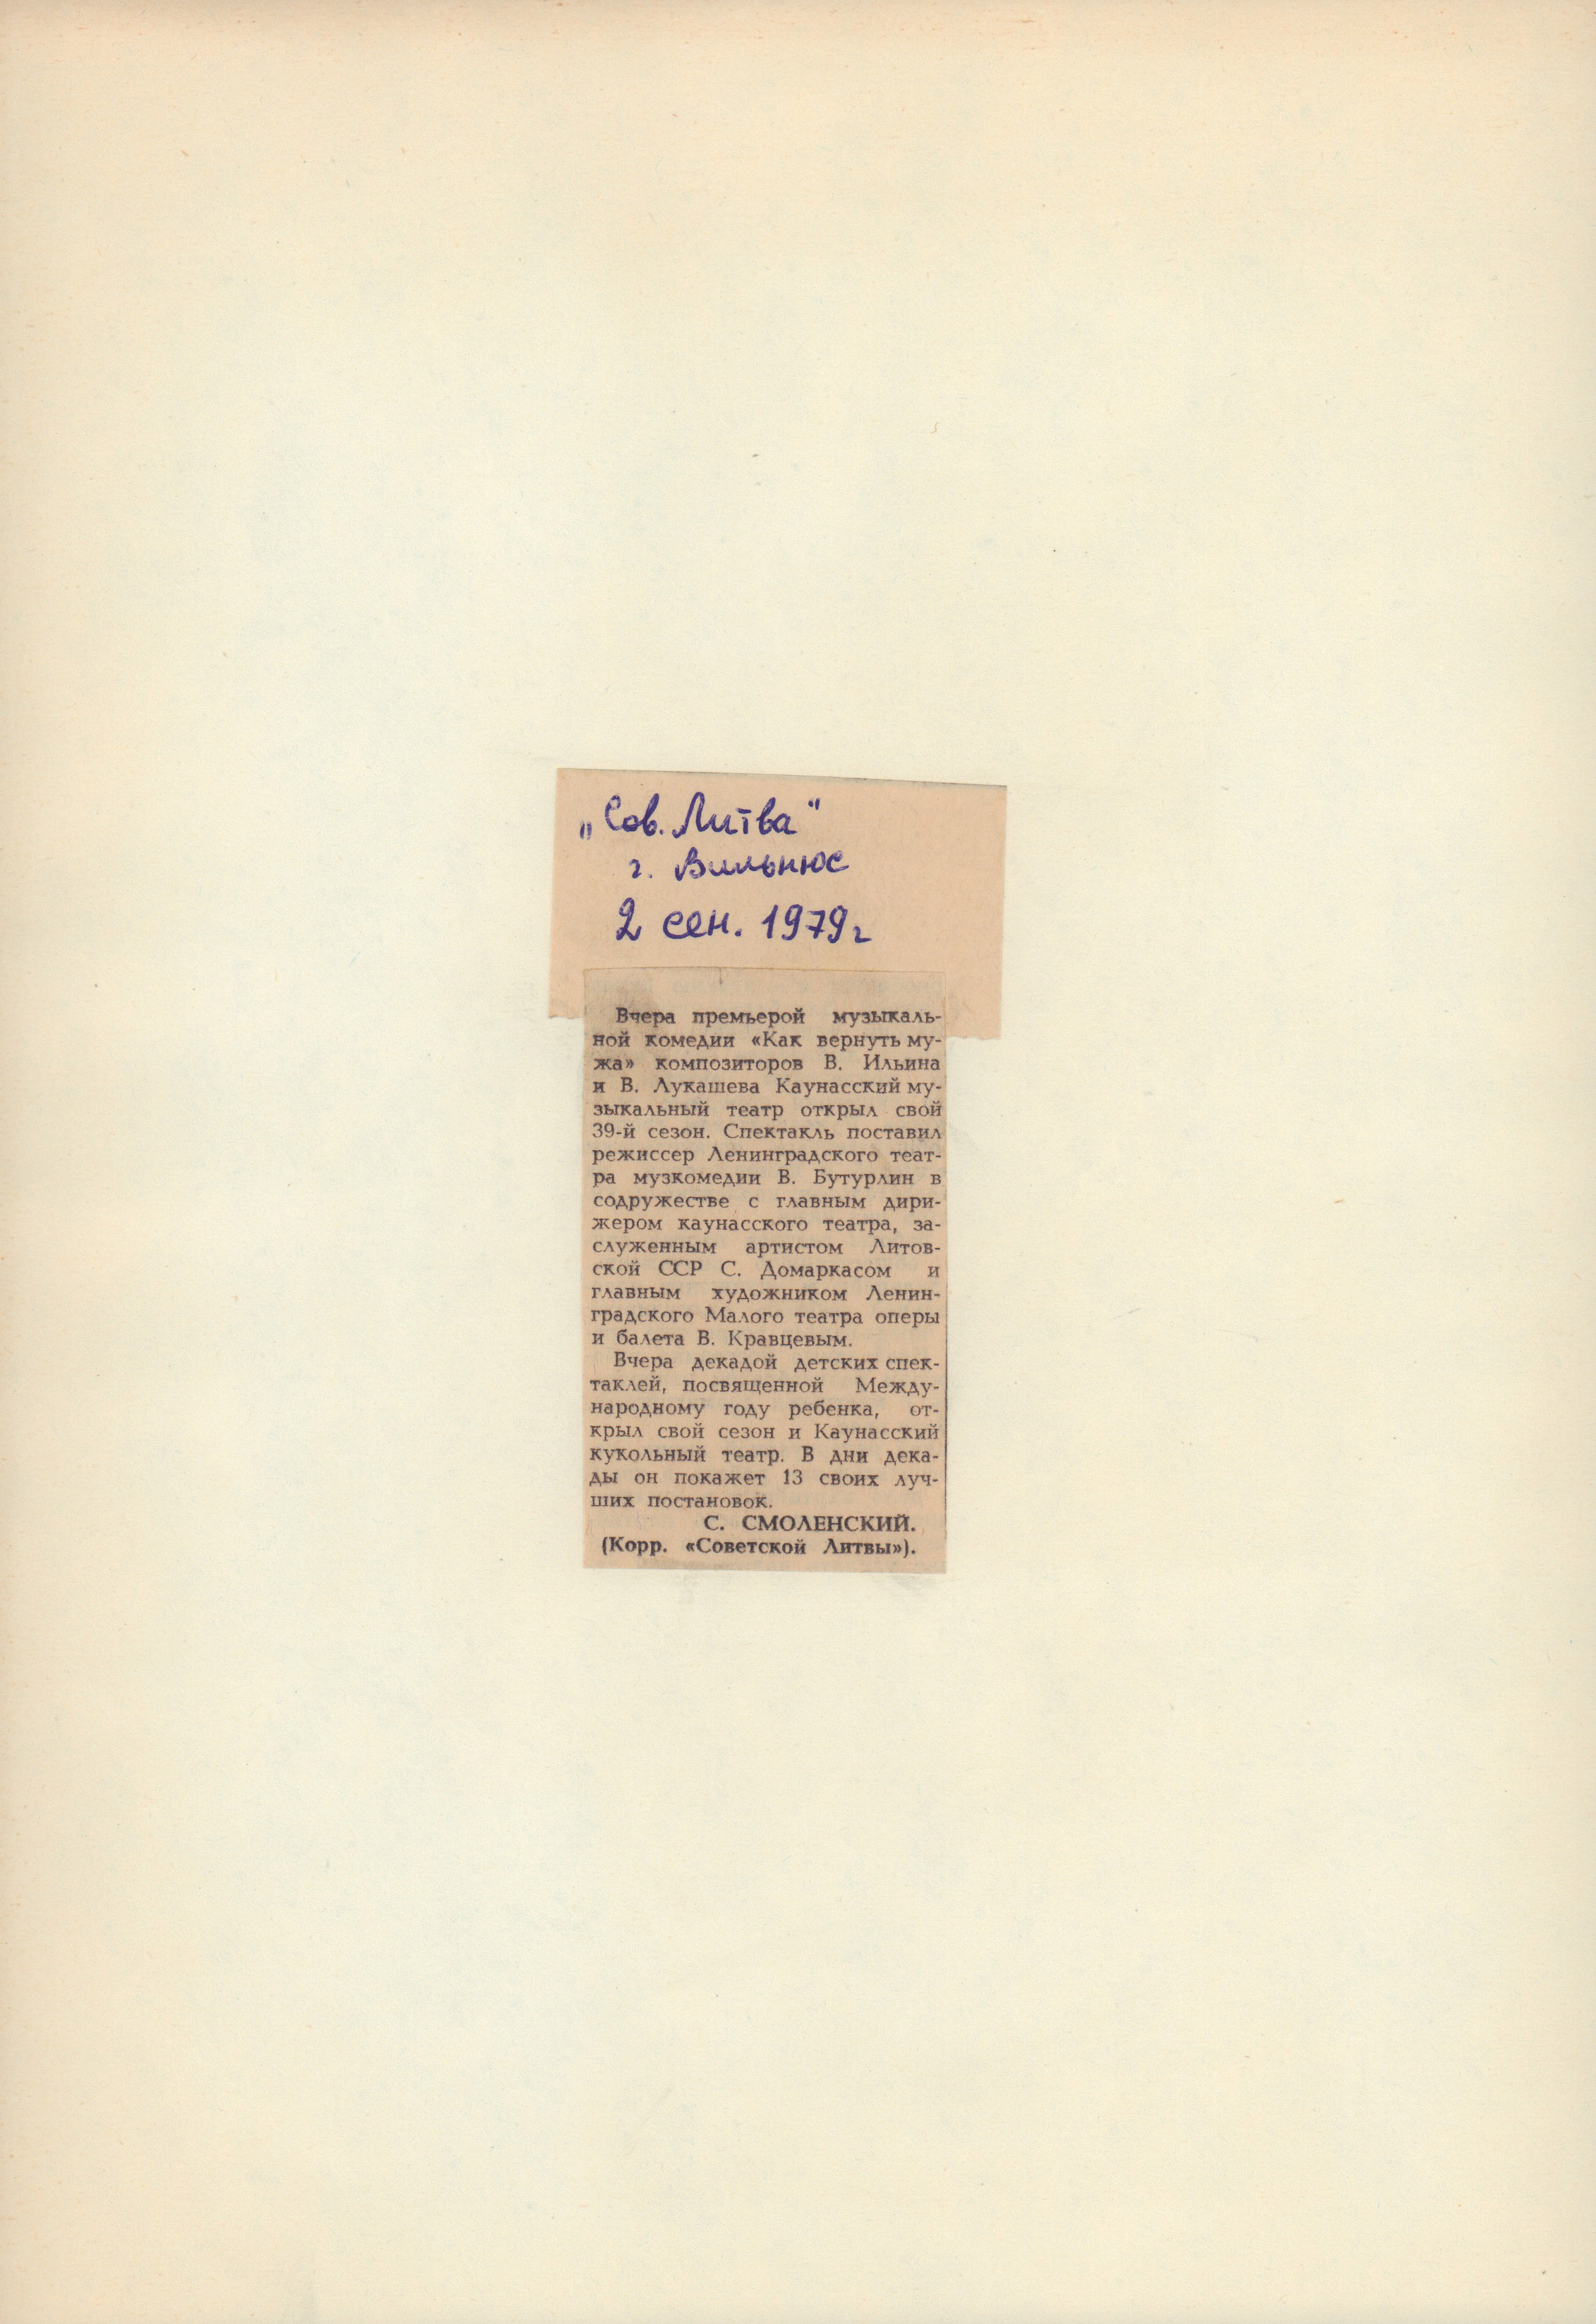 „Сов. Литва"
г. Вильнюс
2 сен. 1979г
Вчера премьерой музыкаль-
ной комедии «Как вернуть му-
жа» композиторов В. Ильина
и В. Лукашева Каунасский му-
зыкальный театр открыл свой
39-й сезон. Спектакль поставил
режиссер Ленинградского теат-
ра музкомедии В. Бутурлин в
содружестве с главным дири-
жером каунасского театра, за-
служенным артистом Литов-
ской ССР С. Домаркасом и
главным художником Ленин-
градского Малого театра оперы
и балета В. Кравцевым.
Вчера декадой детских спек-
таклей, посвященной Между-
народному году ребенка, от-
крыл свой сезон и Каунасский
кукольный театр. В дни дека-
ды он покажет 13 своих луч-
ших постановок.
С. СМОЛЕНСКИЙ.
(Корр. «Советской Литвы»).